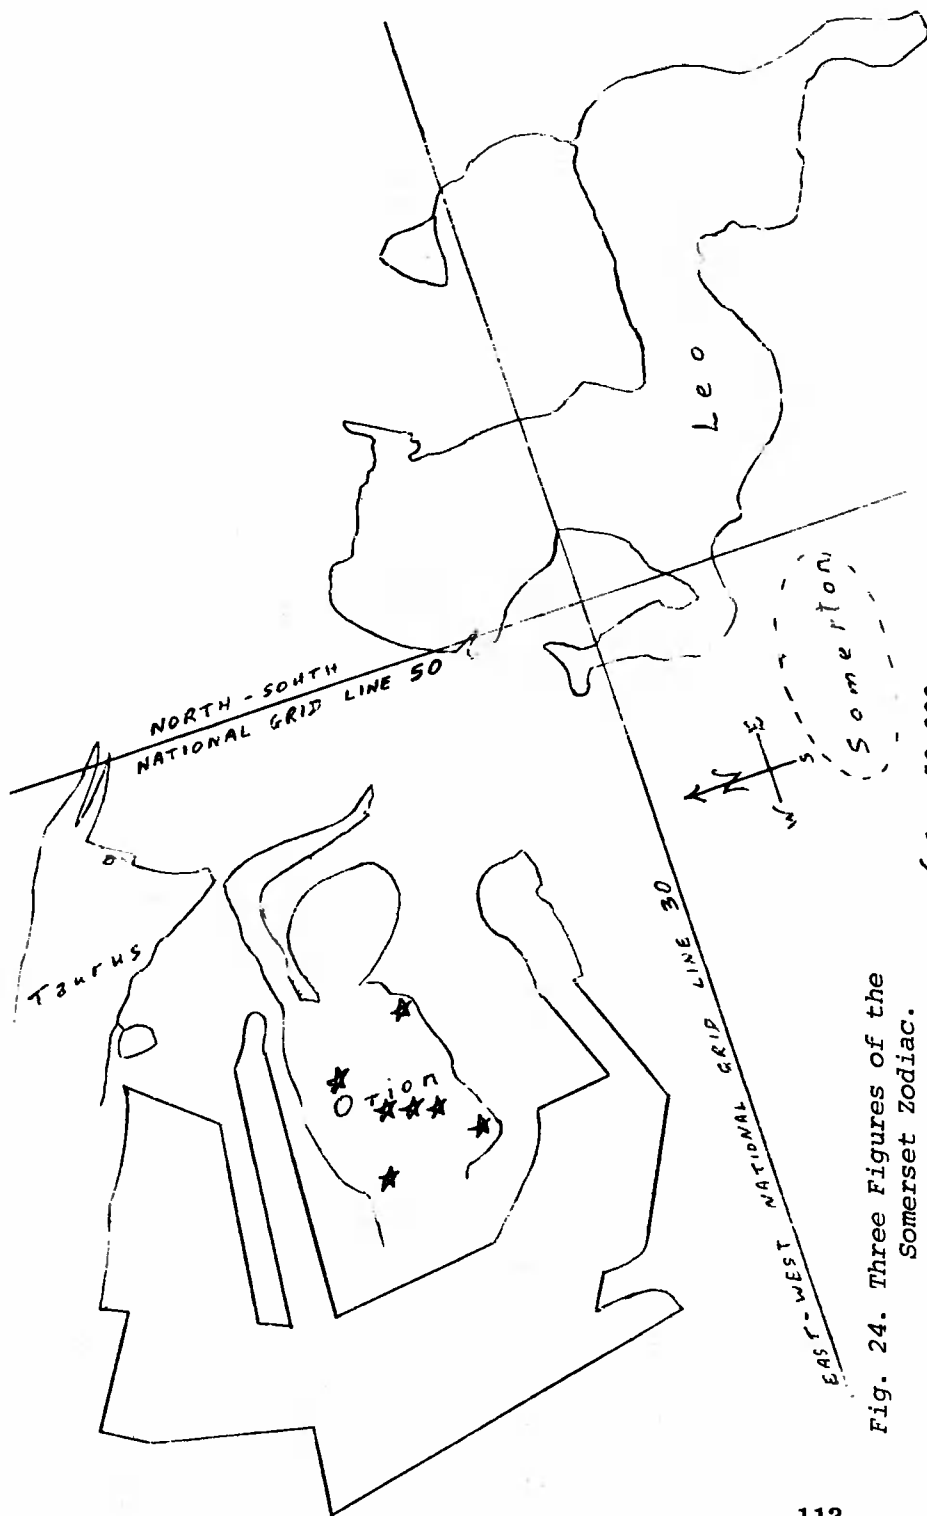 Taurus
NORTH - SOUTH
NATIONAL GRID LINE 50
Leo
Orion
N
W E
S
Somerton
EAST-WEST NATIONAL GRID LINE 30
Fig. 24. Three Figures of the
Somerset Zodiac.
113